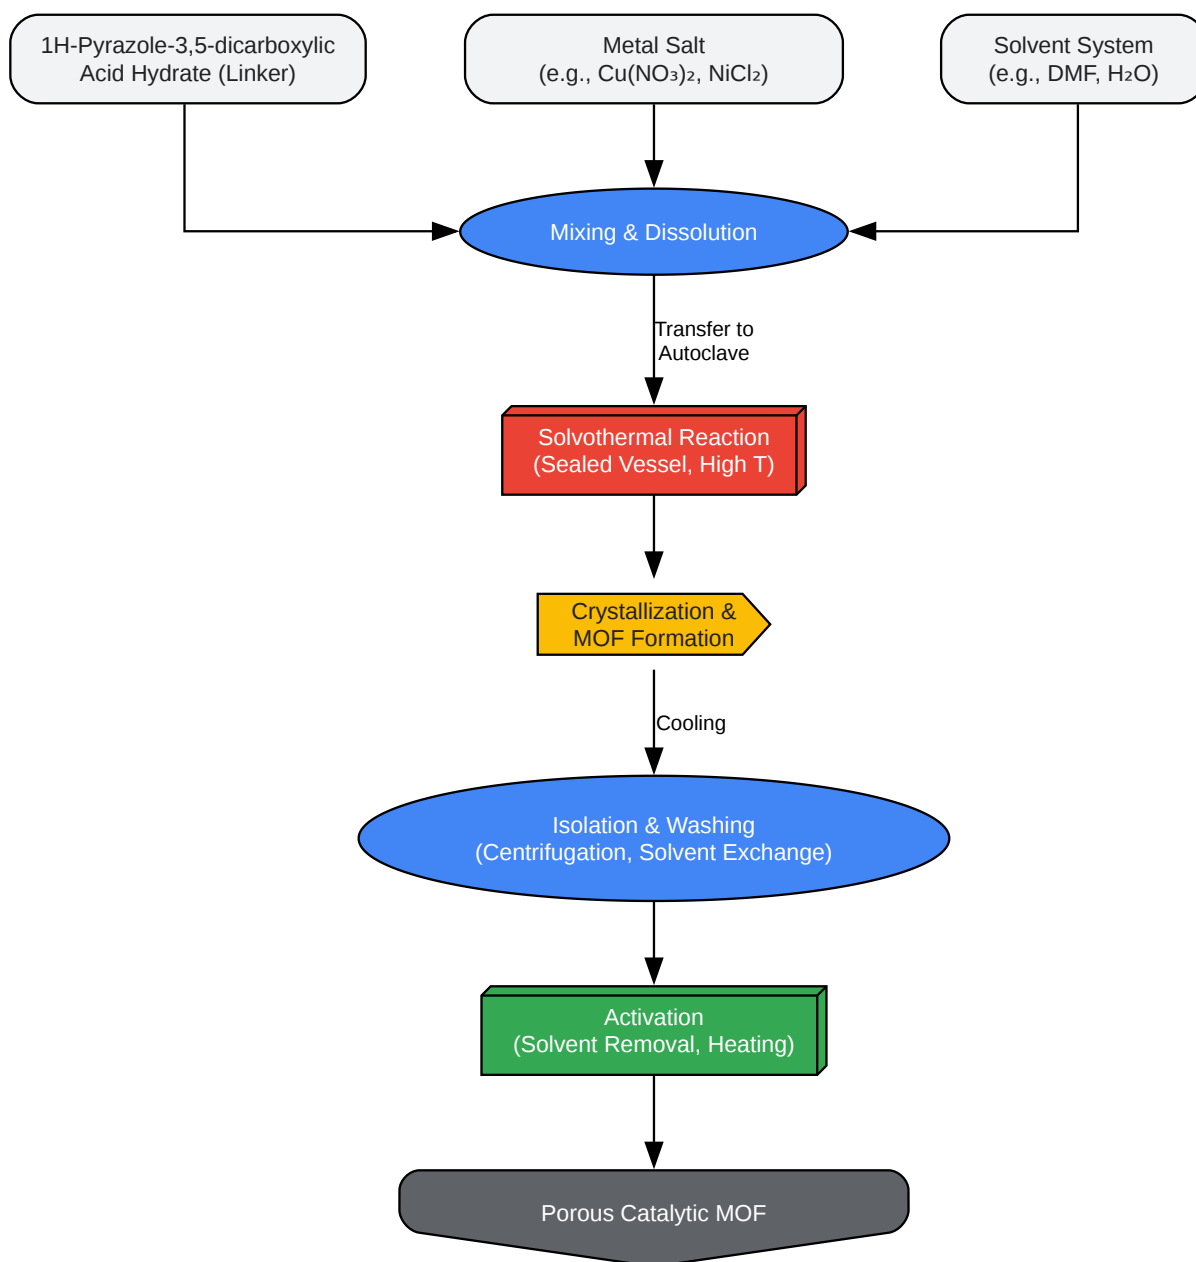 1H-Pyrazole-3,5-dicarboxylic
Acid Hydrate (Linker)
Metal Salt
(e.g., Cu(NO₃)₂, NiCl₂)
Solvent System
(e.g., DMF, H₂O)
Mixing & Dissolution
Transfer to
Autoclave
Solvothermal Reaction
(Sealed Vessel, High T)
Crystallization &
MOF Formation
Cooling
Isolation & Washing
(Centrifugation, Solvent Exchange)
Activation
(Solvent Removal, Heating)
Porous Catalytic MOF